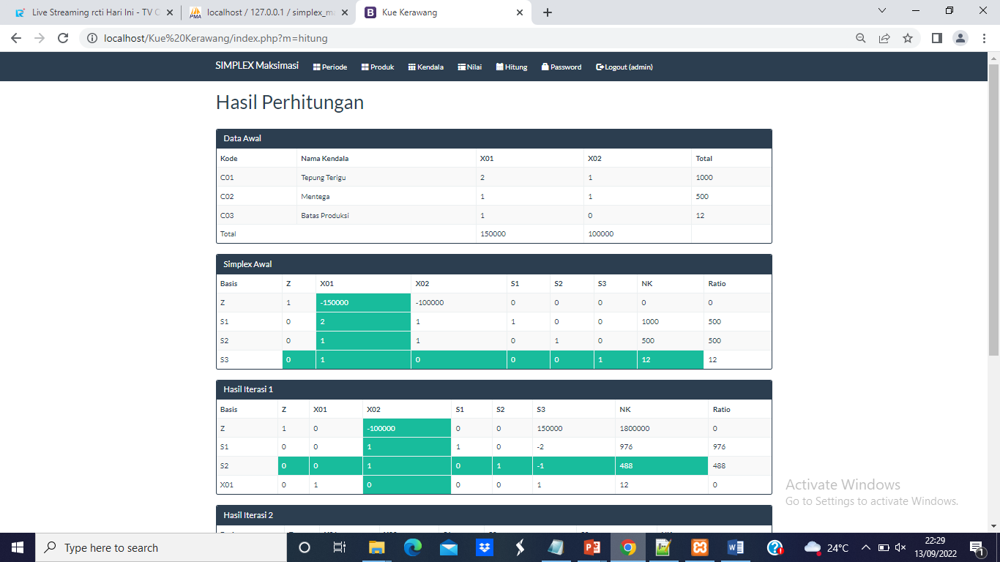 Live Streaming rcti Hari Ini - TV C
localhost / 127.0.0.1 / simplex_m
Kue Kerawang
localhost/Kue%20Kerawang/index.php?m=hitung
SIMPLEX Maksimasi Periode Produk Kendala Nilai Hitung Password Logout (admin)
Hasil Perhitungan
Data Awal
Kode Nama Kendala X01 X02 Total
C01 Tepung Terigu 2 1 1000
C02 Mentega 1 1 500
C03 Batas Produksi 1 0 12
Total 150000 100000
Simplex Awal
Basis Z X01 X02 S1 S2 S3 NK Ratio
Z 1 -150000 -100000 0 0 0 0 0
S1 0 2 1 1 0 0 1000 500
S2 0 1 1 0 1 0 500 500
S3 0 1 0 0 0 1 12 12
Hasil Iterasi 1
Basis Z X01 X02 S1 S2 S3 NK Ratio
Z 1 0 -100000 0 0 150000 1800000 0
S1 0 0 1 1 0 -2 976 976
S2 0 0 1 0 1 -1 488 488
X01 0 1 0 0 0 1 12 0
Hasil Iterasi 2
Activate Windows
Go to Settings to activate Windows.
Type here to search
24°C
22:29
13/09/2022
1